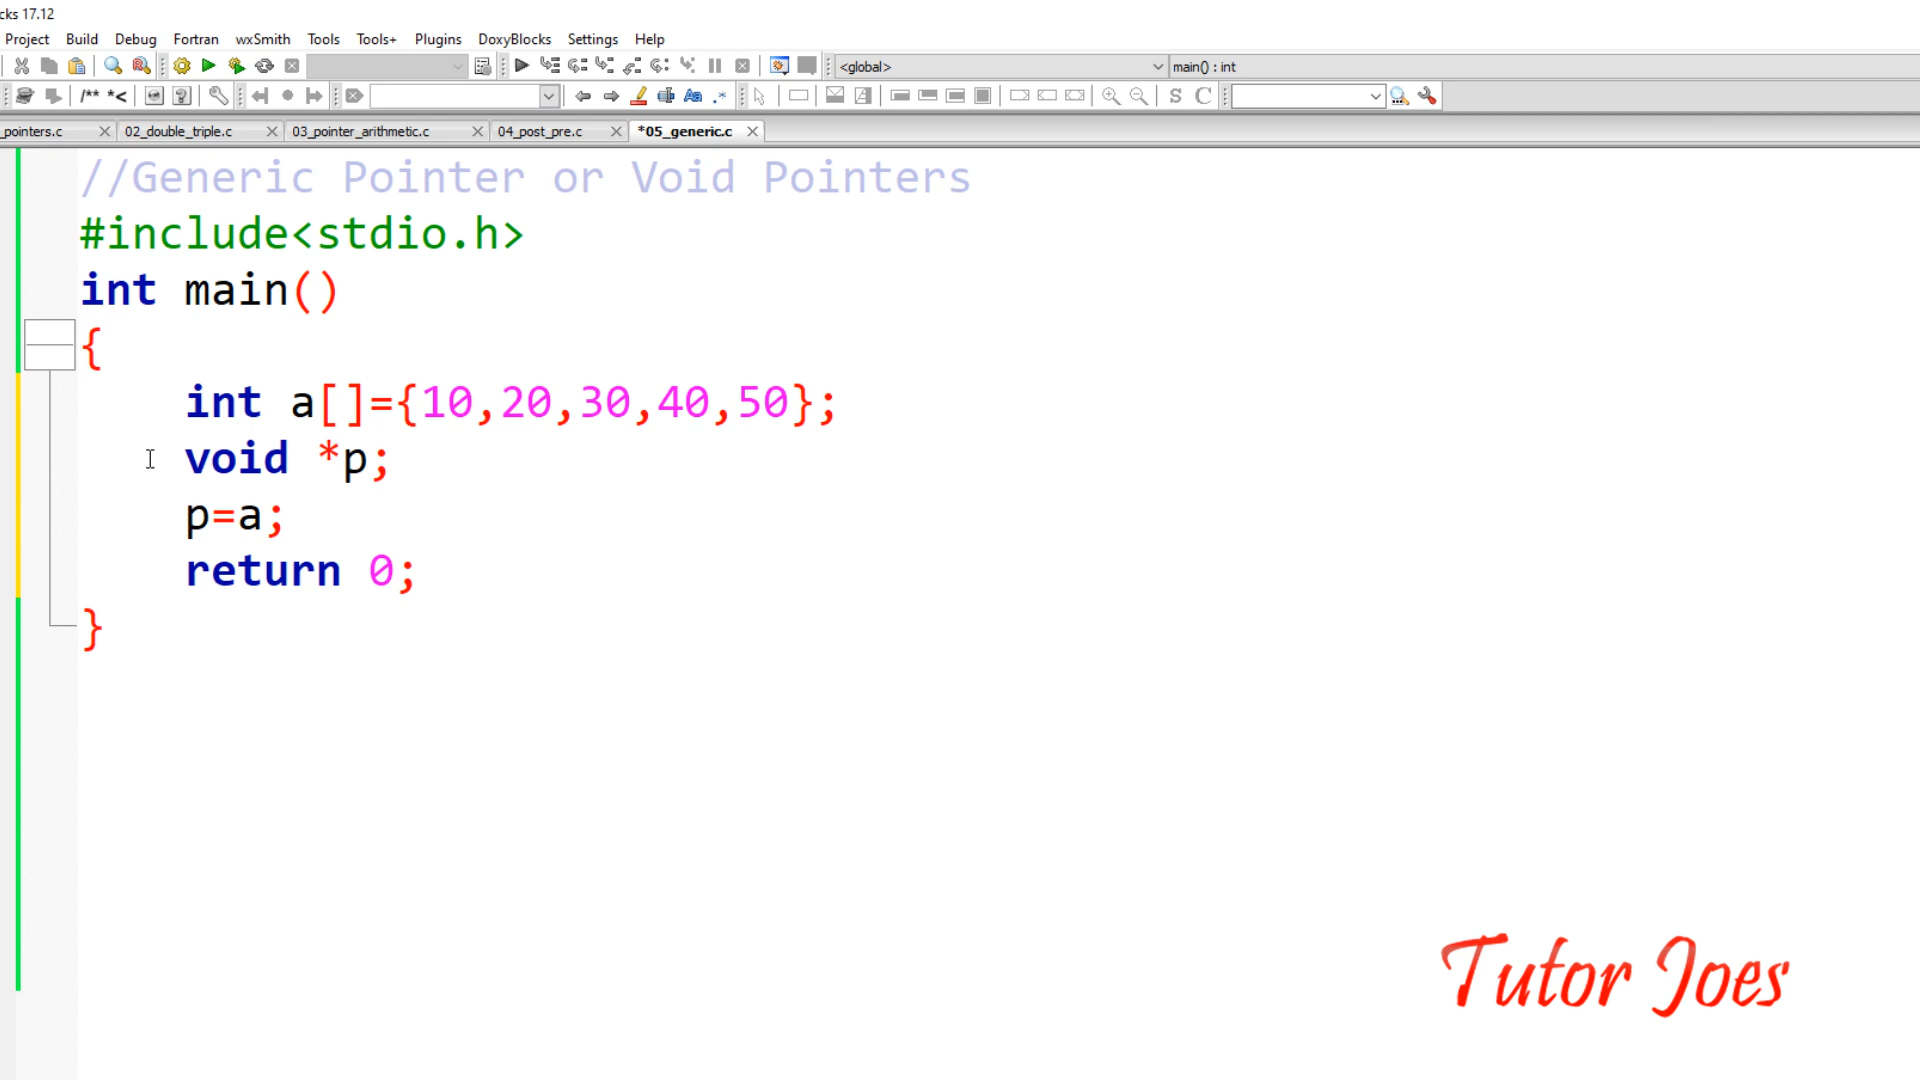 cks 17.12
Project Build Debug Fortran wxSmith Tools Tools+ Plugins DoxyBlocks Settings Help
<global> main() : int
/** *<
S C
_pointers.c 02_double_triple.c 03_pointer_arithmetic.c 04_post_pre.c *05_generic.c
//Generic Pointer or Void Pointers
#include<stdio.h>
int main()
{
int a[]={10,20,30,40,50};
void *p;
p=a;
return 0;
}
Tutor Joes